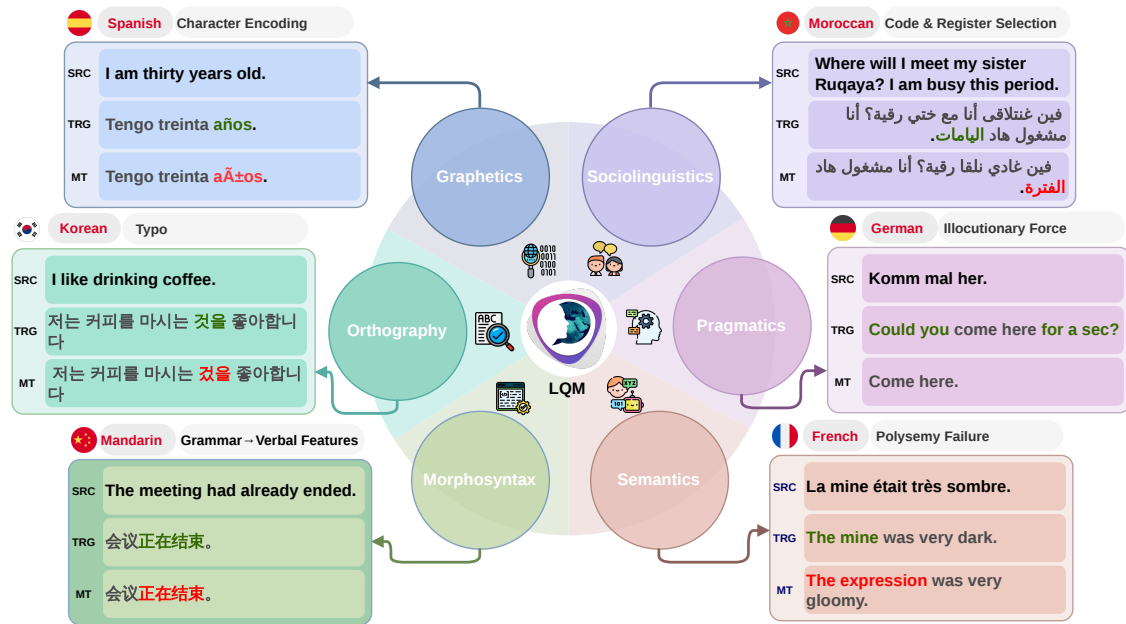 Spanish Character Encoding
SRC I am thirty years old.
TRG Tengo treinta años.
MT Tengo treinta aÃ±os.
Moroccan Code & Register Selection
SRC Where will I meet my sister
Ruqaya? I am busy this period.
TRG فين غنتلاقى أنا مع ختي رقية؟ أنا
مشغول هاد اليامات.
MT فين غادي نلقا رقية؟ أنا مشغول هاد
الفترة.
Graphetics
Sociolinguistics
Korean Typo
SRC I like drinking coffee.
TRG 저는 커피를 마시는 것을 좋아합니
다
MT 저는 커피를 마시는 겄을 좋아합니
다
German Illocutionary Force
SRC Komm mal her.
TRG Could you come here for a sec?
MT Come here.
0010
0011
0100
0101
Orthography
ABC
Pragmatics
LQM
XYZ
101
Mandarin Grammar→Verbal Features
SRC The meeting had already ended.
TRG 会议正在结束。
MT 会议正在结束。
French Polysemy Failure
SRC La mine était très sombre.
TRG The mine was very dark.
MT The expression was very
gloomy.
Morphosyntax
Semantics